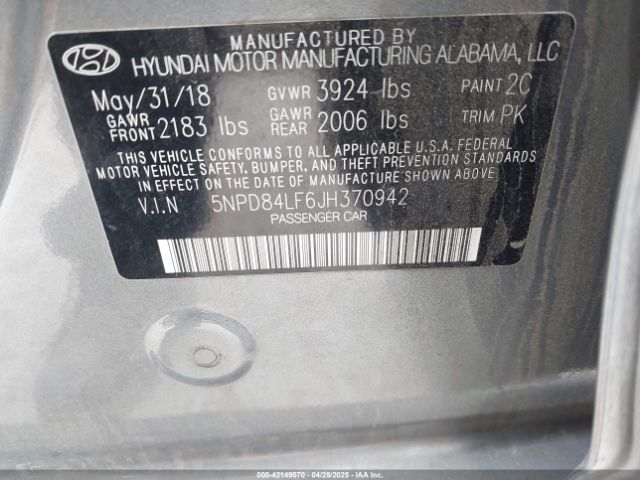 MANUFACTURED BY
HYUNDAI MOTOR MANUFACTURING ALABAMA, LLC
May/31/18 GVWR 3924 lbs PAINT 2C
GAWR FRONT 2183 lbs GAWR REAR 2006 lbs TRIM PK
THIS VEHICLE CONFORMS TO ALL APPLICABLE U.S.A. FEDERAL
MOTOR VEHICLE SAFETY, BUMPER, AND THEFT PREVENTION STANDARDS
IN EFFECT ON THE DATE OF MANUFACTURE SHOWN ABOVE.
V.I.N 5NPD84LF6JH370942
PASSENGER CAR
000-42149570 - 04/29/2025 - IAAI.COM